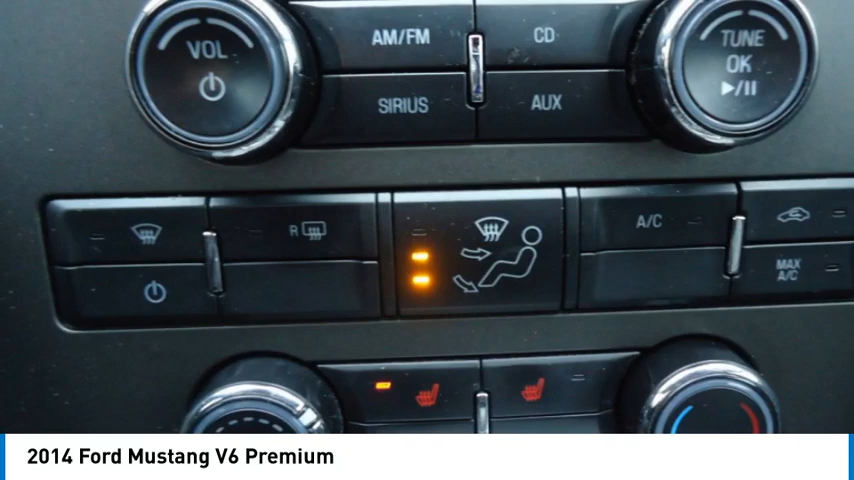 VOL
AM/FM
CD
TUNE
OK
▶/II
SIRIUS
AUX
R
A/C
MAX
A/C
2014 Ford Mustang V6 Premium